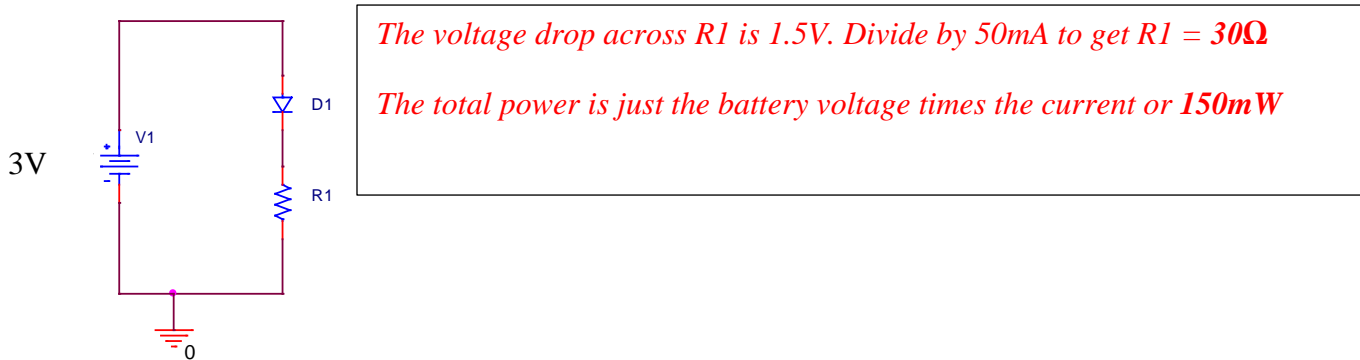 The voltage drop across R1 is 1.5V. Divide by 50mA to get R1 = 30Ω
The total power is just the battery voltage times the current or 150mW
D1
V1
+
3V
-
R1
0